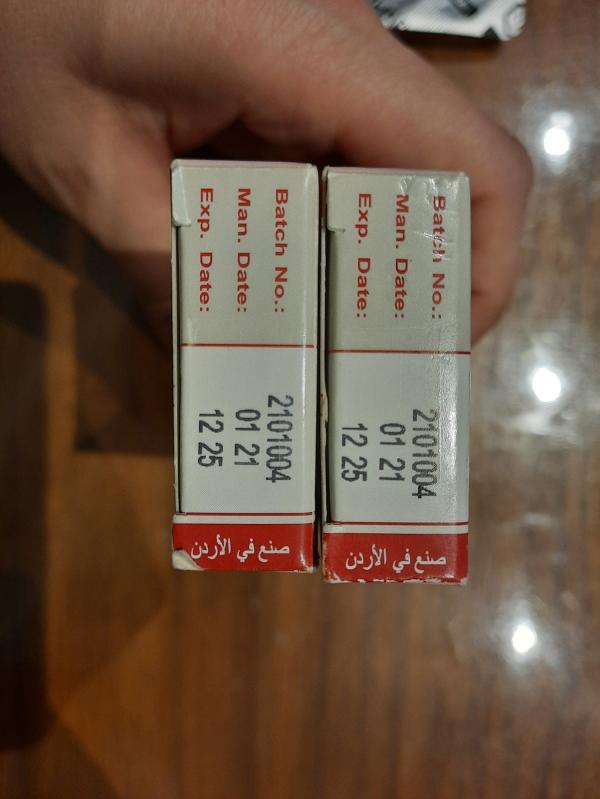 Batch No.: 2101004
Man. Date: 01 21
Exp. Date: 12 25
صنع في الأردن
Batch No.: 2101004
Man. Date: 01 21
Exp. Date: 12 25
صنع في الأردن